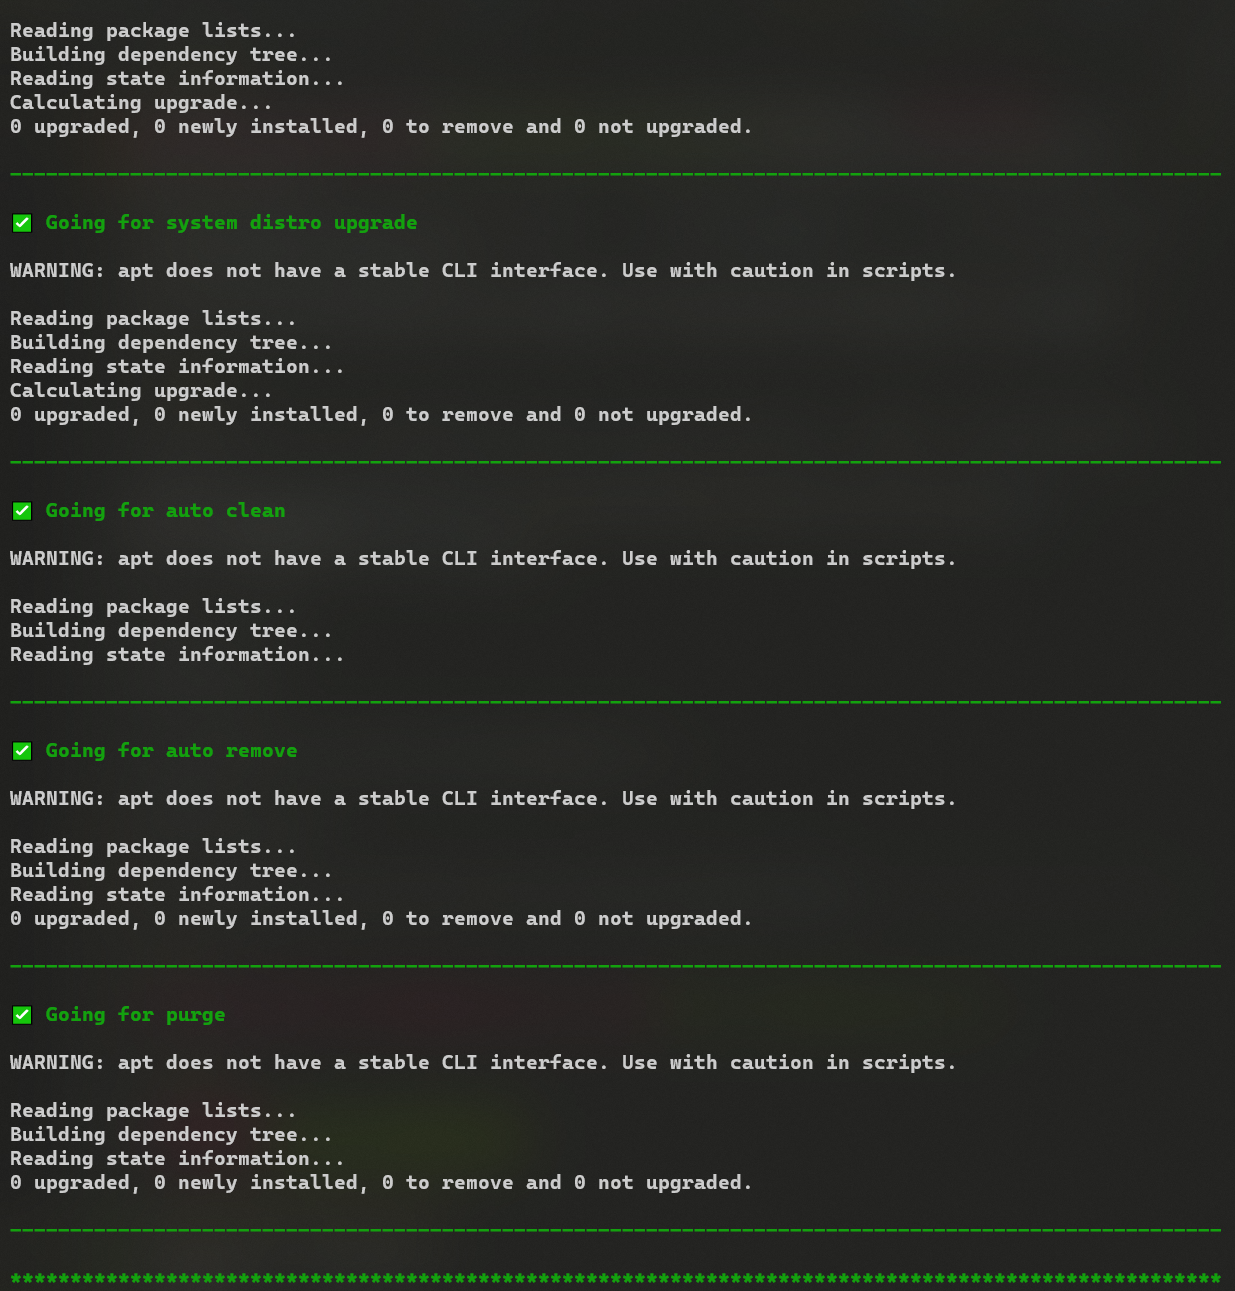 Reading package lists...
Building dependency tree...
Reading state information...
Calculating upgrade...
0 upgraded, 0 newly installed, 0 to remove and 0 not upgraded.
-----------------------------------------------------------------------------------------------------
✅ Going for system distro upgrade
WARNING: apt does not have a stable CLI interface. Use with caution in scripts.
Reading package lists...
Building dependency tree...
Reading state information...
Calculating upgrade...
0 upgraded, 0 newly installed, 0 to remove and 0 not upgraded.
-----------------------------------------------------------------------------------------------------
✅ Going for auto clean
WARNING: apt does not have a stable CLI interface. Use with caution in scripts.
Reading package lists...
Building dependency tree...
Reading state information...
-----------------------------------------------------------------------------------------------------
✅ Going for auto remove
WARNING: apt does not have a stable CLI interface. Use with caution in scripts.
Reading package lists...
Building dependency tree...
Reading state information...
0 upgraded, 0 newly installed, 0 to remove and 0 not upgraded.
-----------------------------------------------------------------------------------------------------
✅ Going for purge
WARNING: apt does not have a stable CLI interface. Use with caution in scripts.
Reading package lists...
Building dependency tree...
Reading state information...
0 upgraded, 0 newly installed, 0 to remove and 0 not upgraded.
-----------------------------------------------------------------------------------------------------
*****************************************************************************************************